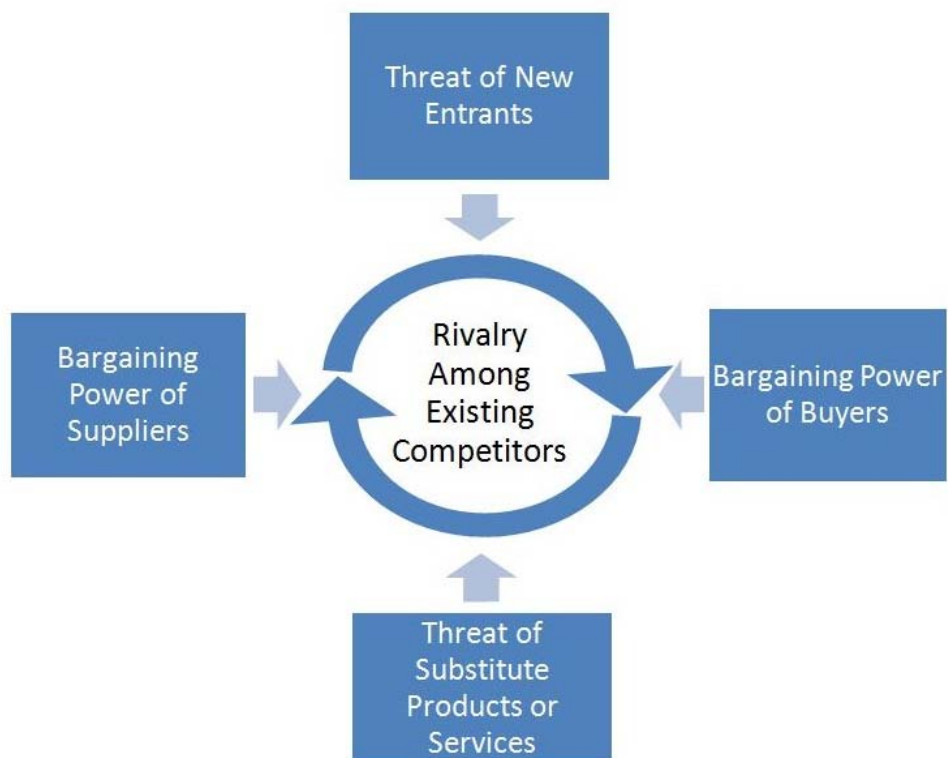 Threat of New
Entrants
Bargaining
Power of
Suppliers
Rivalry
Among
Existing
Competitors
Bargaining Power
of Buyers
Threat of
Substitute
Products or
Services